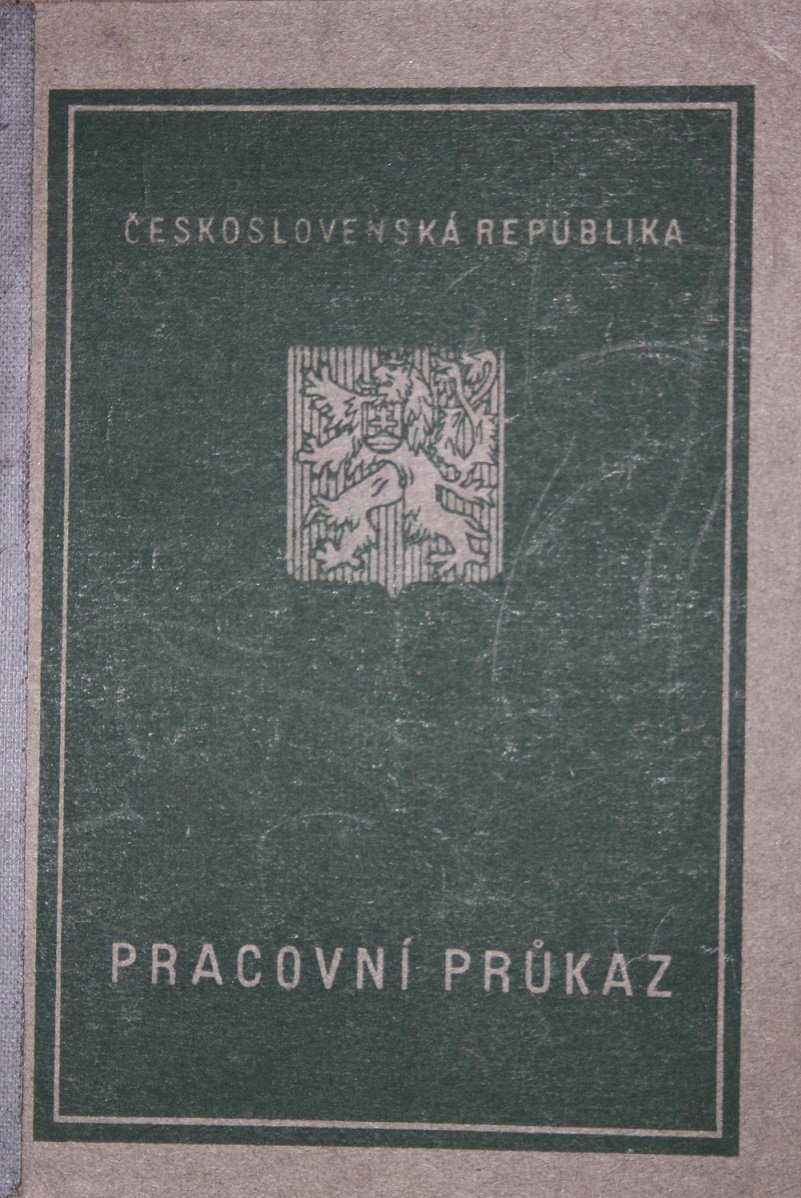 ČESKOSLOVENSKÁ REPUBLIKA
PRACOVNÍ PRŮKAZ